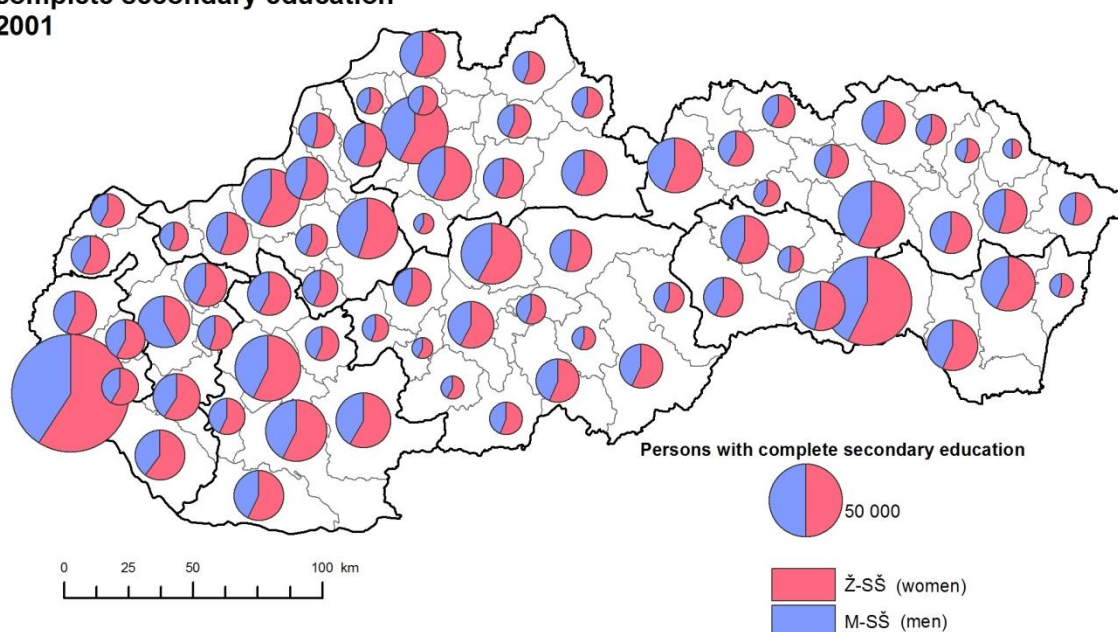 complete secondary education
2001
Persons with complete secondary education
50 000
0 25 50 100 km
Ž-SŠ (women)
M-SŠ (men)